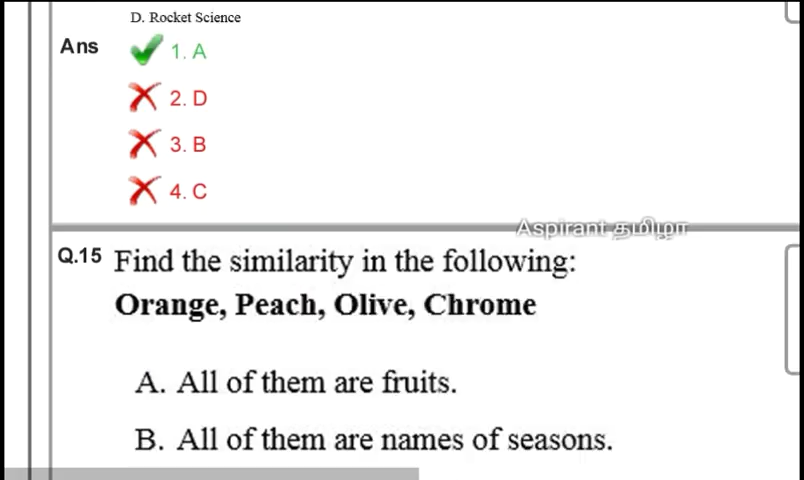 D. Rocket Science
Ans 1. A
2. D
3. B
4. C
Aspirant தமிழா
Q.15 Find the similarity in the following:
Orange, Peach, Olive, Chrome
A. All of them are fruits.
B. All of them are names of seasons.